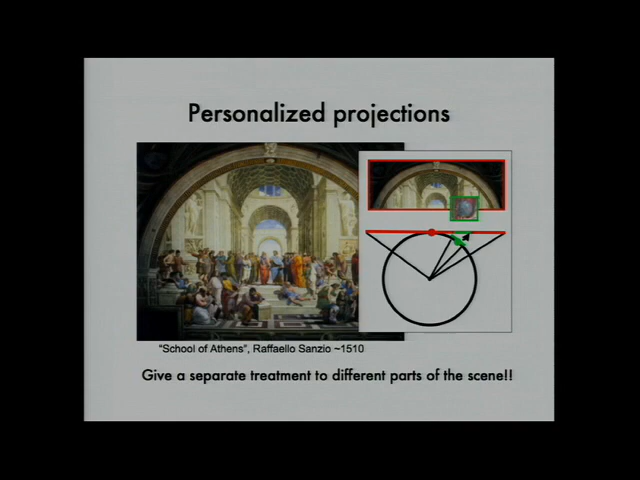 Personalized projections
"School of Athens", Raffaello Sanzio ~1510
Give a separate treatment to different parts of the scene!!